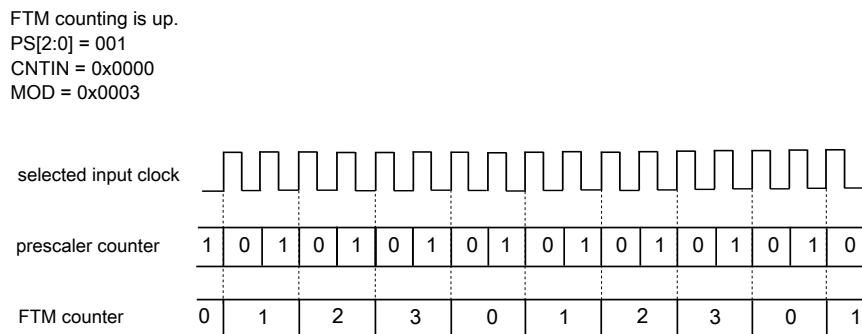 FTM counting is up.
PS[2:0] = 001
CNTIN = 0x0000
MOD = 0x0003
selected input clock
prescaler counter 1 0 1 0 1 0 1 0 1 0 1 0 1 0 1 0 1 0
FTM counter 0 1 2 3 0 1 2 3 0 1